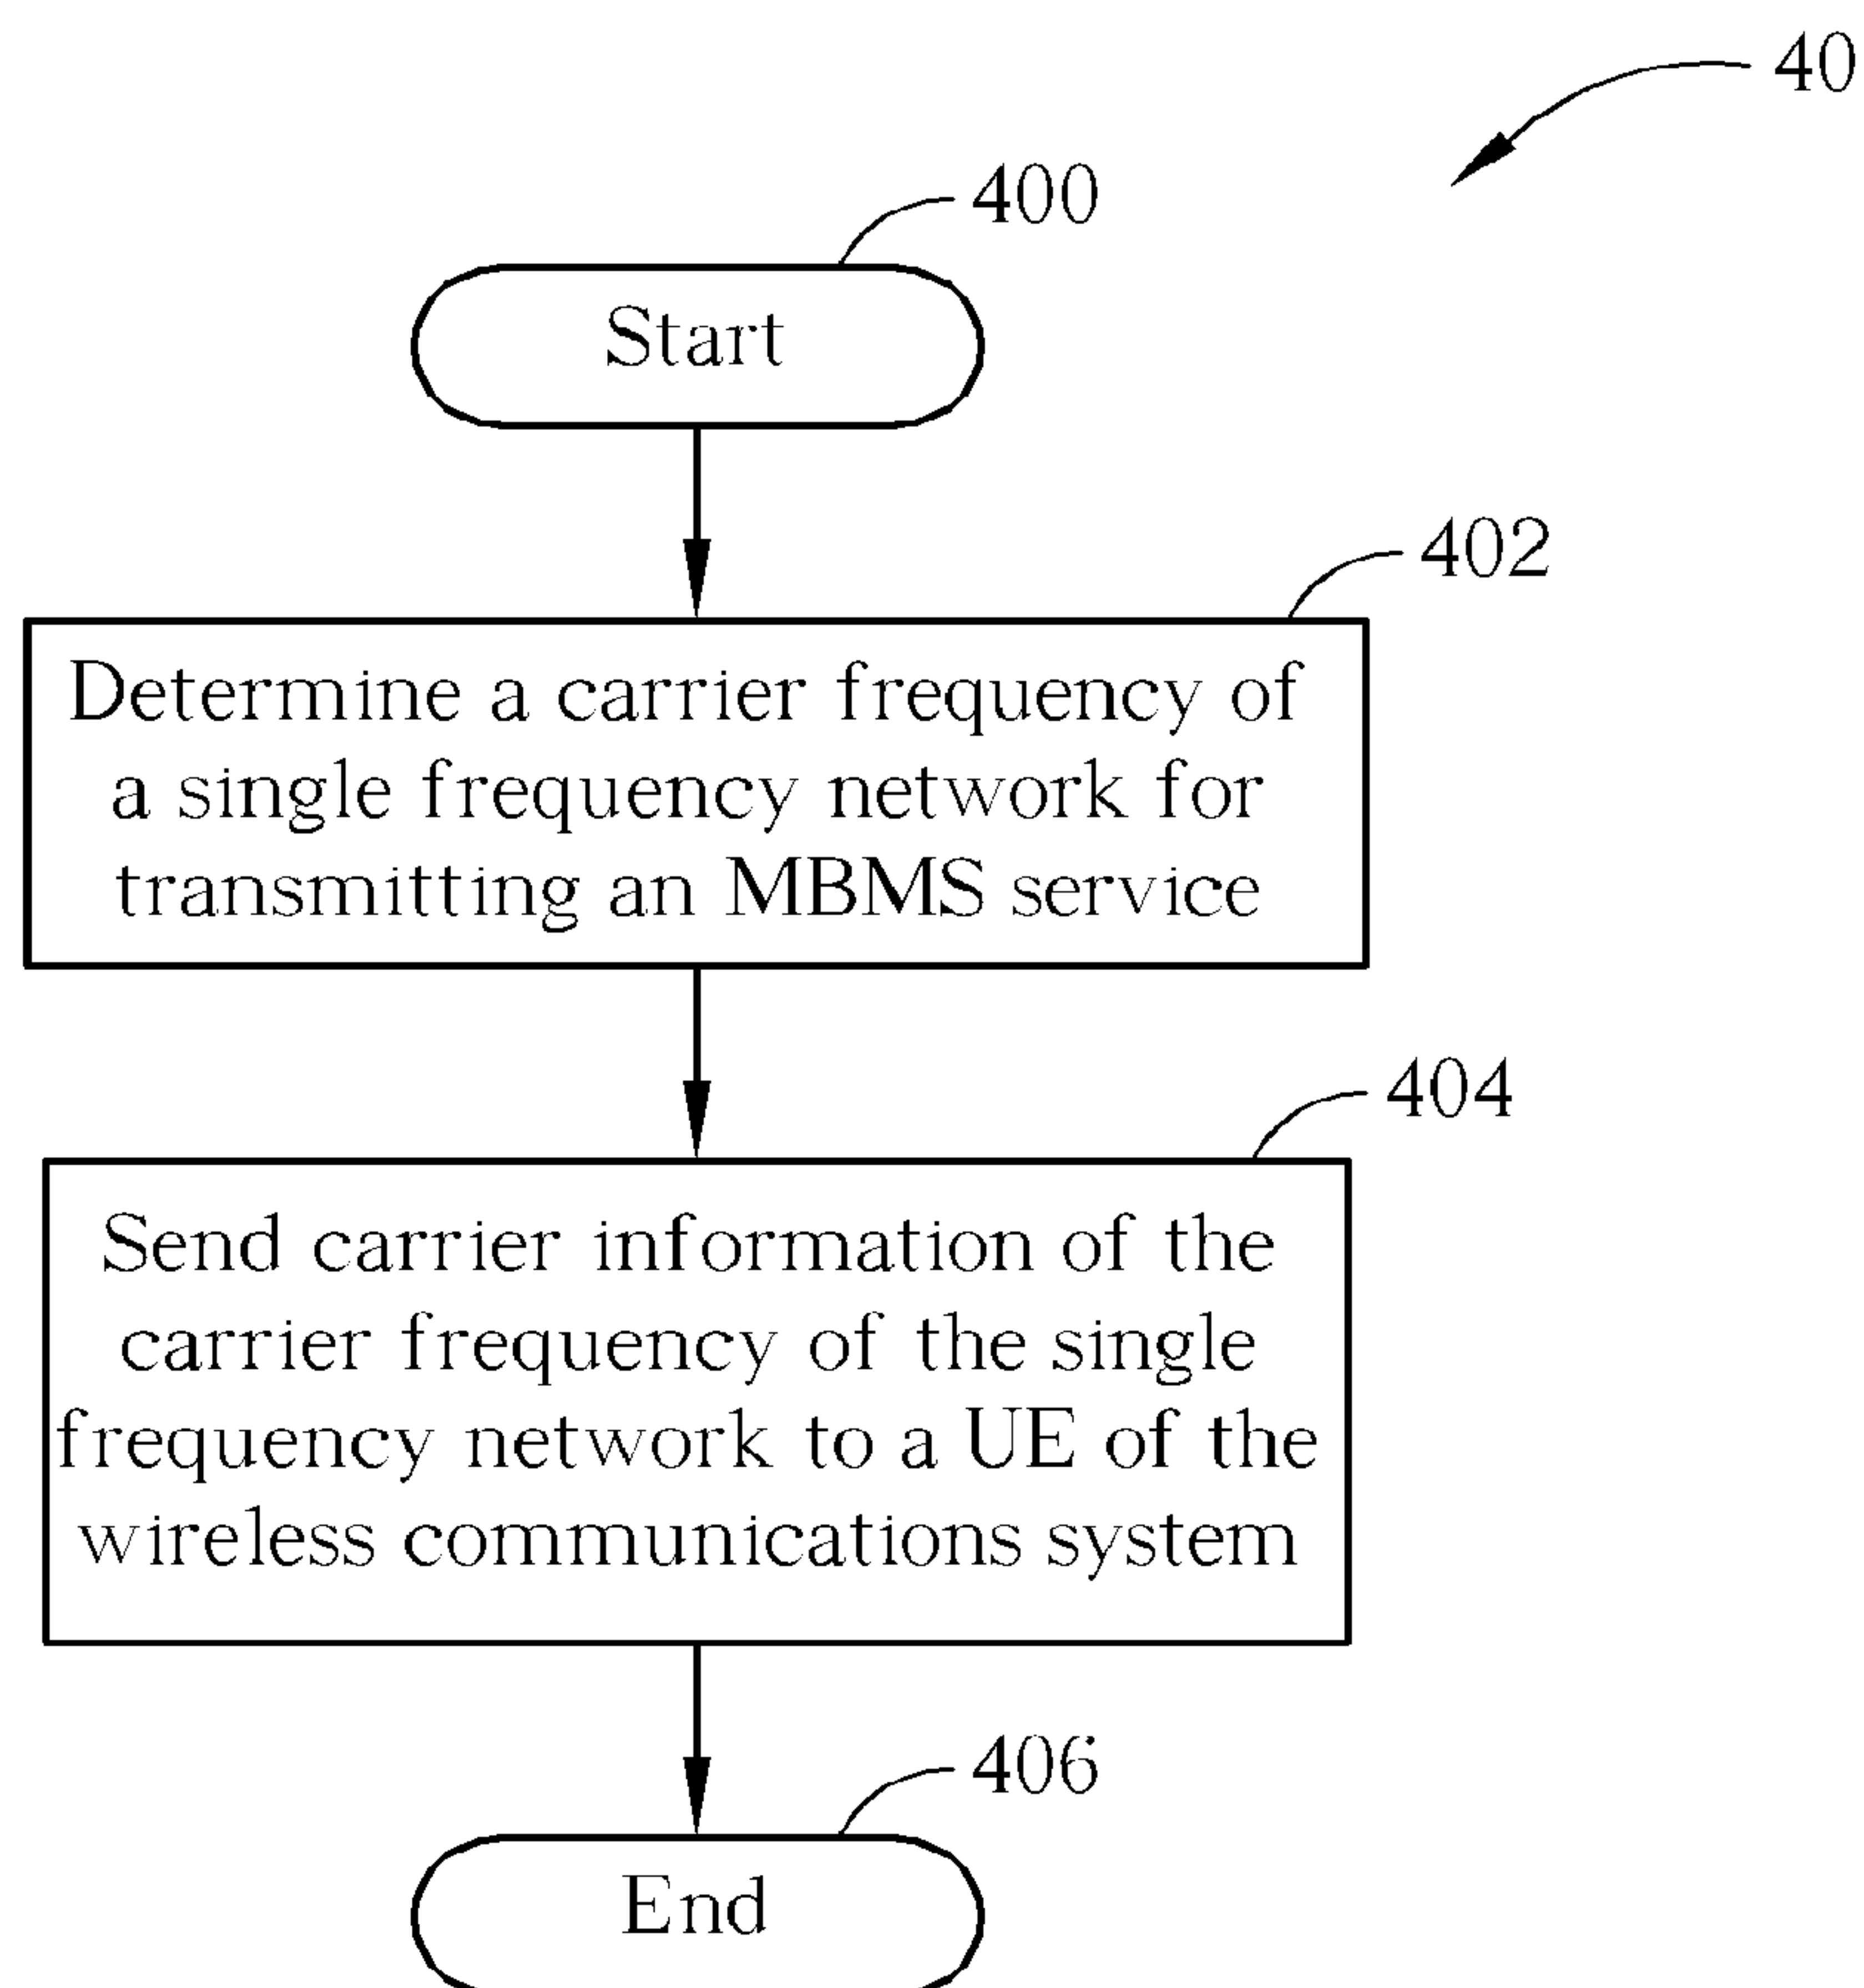 40
400
Start
402
Determine a carrier frequency of
a single frequency network for
transmitting an MBMS service
404
Send carrier information of the
carrier frequency of the single
frequency network to a UE of the
wireless communications system
406
End